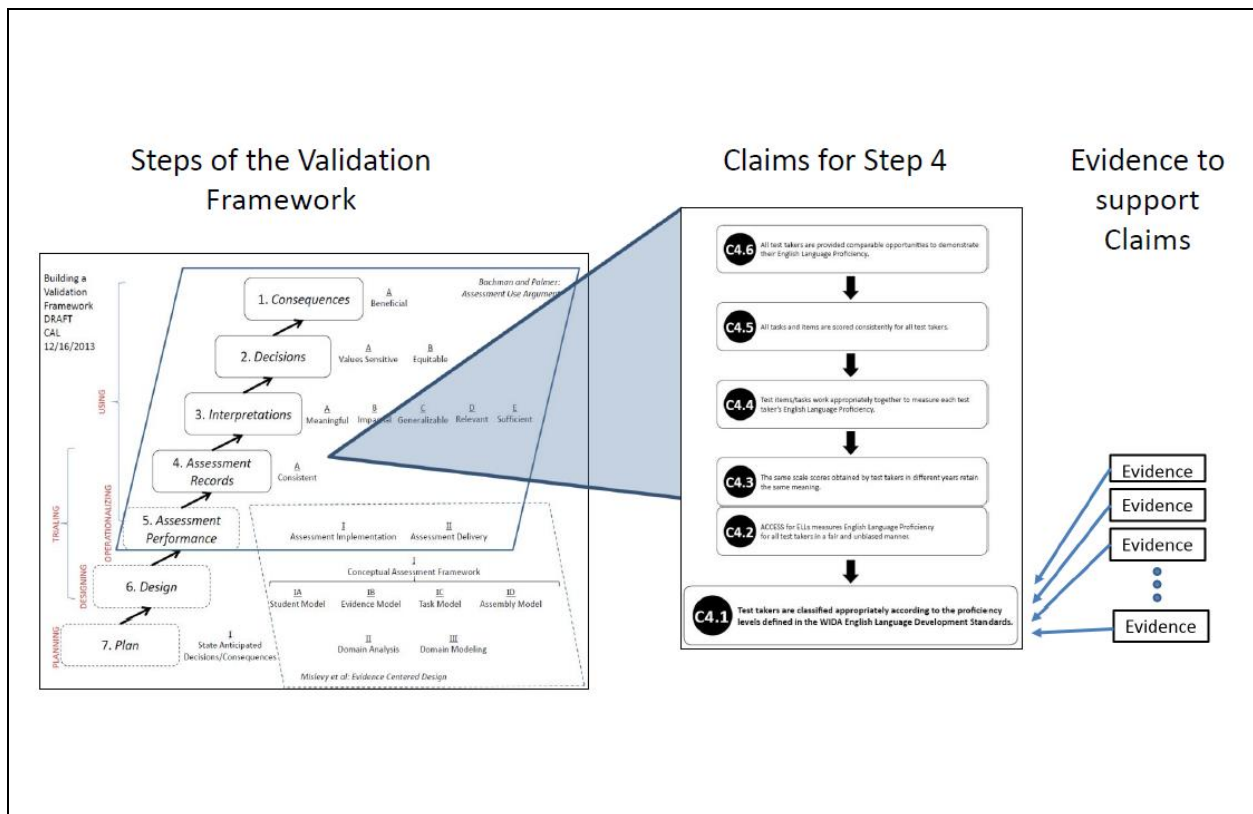 Steps of the Validation
Framework
Claims for Step 4
Evidence to
support
Claims
Building a
Validation
Framework
DRAFT
CAL
12/16/2013
Bachman and Palmer:
Assessment Use Argument
1. Consequences
A
Beneficial
2. Decisions
A
Values Sensitive
B
Equitable
3. Interpretations
A
Meaningful
B
Impartial
C
Generalizable
D
Relevant
E
Sufficient
4. Assessment
Records
A
Consistent
5. Assessment
Performance
I
Assessment Implementation
II
Assessment Delivery
6. Design
I
Conceptual Assessment Framework
IA
Student Model
IB
Evidence Model
IC
Task Model
ID
Assembly Model
7. Plan
I
State Anticipated
Decisions/Consequences
II
Domain Analysis
III
Domain Modeling
Mislevy et al: Evidence Centered Design
USING
TRIALING
OPERATIONALIZING
DESIGNING
PLANNING
C4.6
All test takers are provided comparable opportunities to demonstrate
their English Language Proficiency.
C4.5
All tasks and items are scored consistently for all test takers.
C4.4
Test items/tasks work appropriately together to measure each test
taker's English Language Proficiency.
C4.3
The same scale scores obtained by test takers in different years retain
the same meaning.
C4.2
ACCESS for ELLs measures English Language Proficiency
for all test takers in a fair and unbiased manner.
C4.1
Test takers are classified appropriately according to the proficiency
levels defined in the WIDA English Language Development Standards.
Evidence
Evidence
Evidence
Evidence